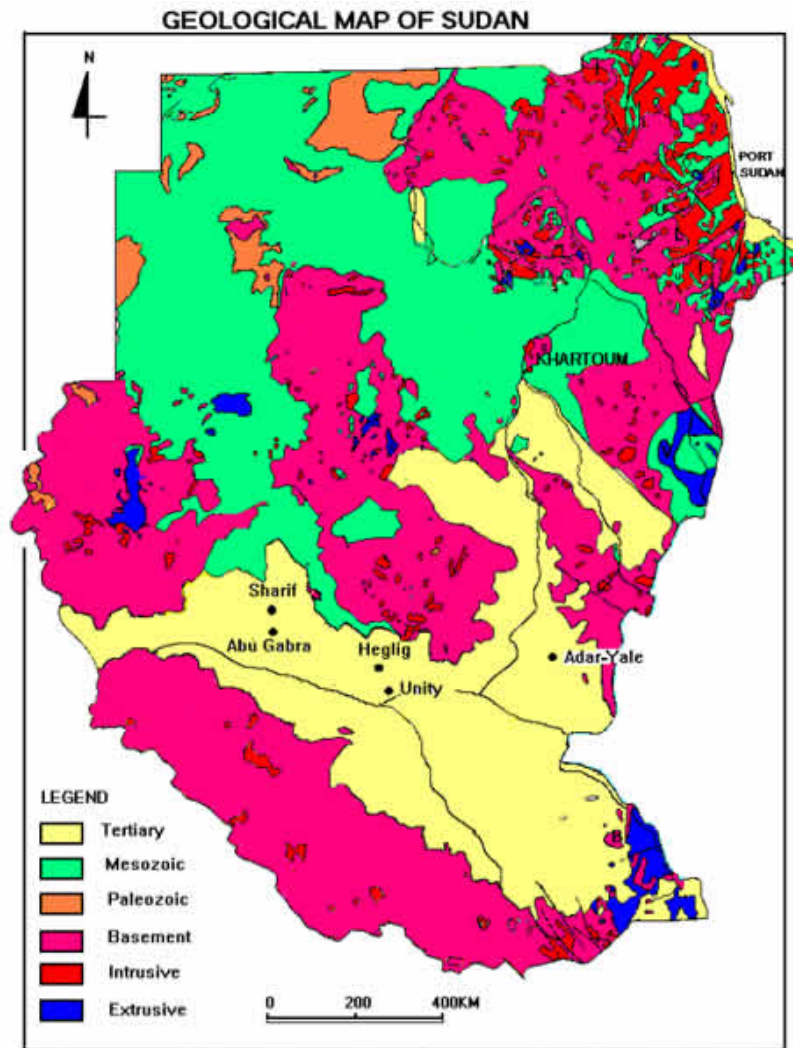 GEOLOGICAL MAP OF SUDAN
N
PORT
SUDAN
KHARTOUM
Sharif
Abu Gabra
Heglig
Unity
Adar-Yale
LEGEND
Tertiary
Mesozoic
Paleozoic
Basement
Intrusive
Extrusive
0 200 400KM